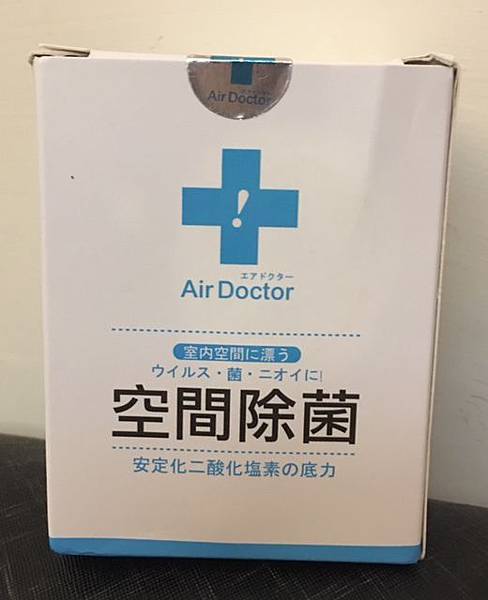 Air Doctor
!
エアドクター
Air Doctor
室内空間に漂う
ウイルス・菌・ニオイに!
空間除菌
安定化二酸化塩素の底力